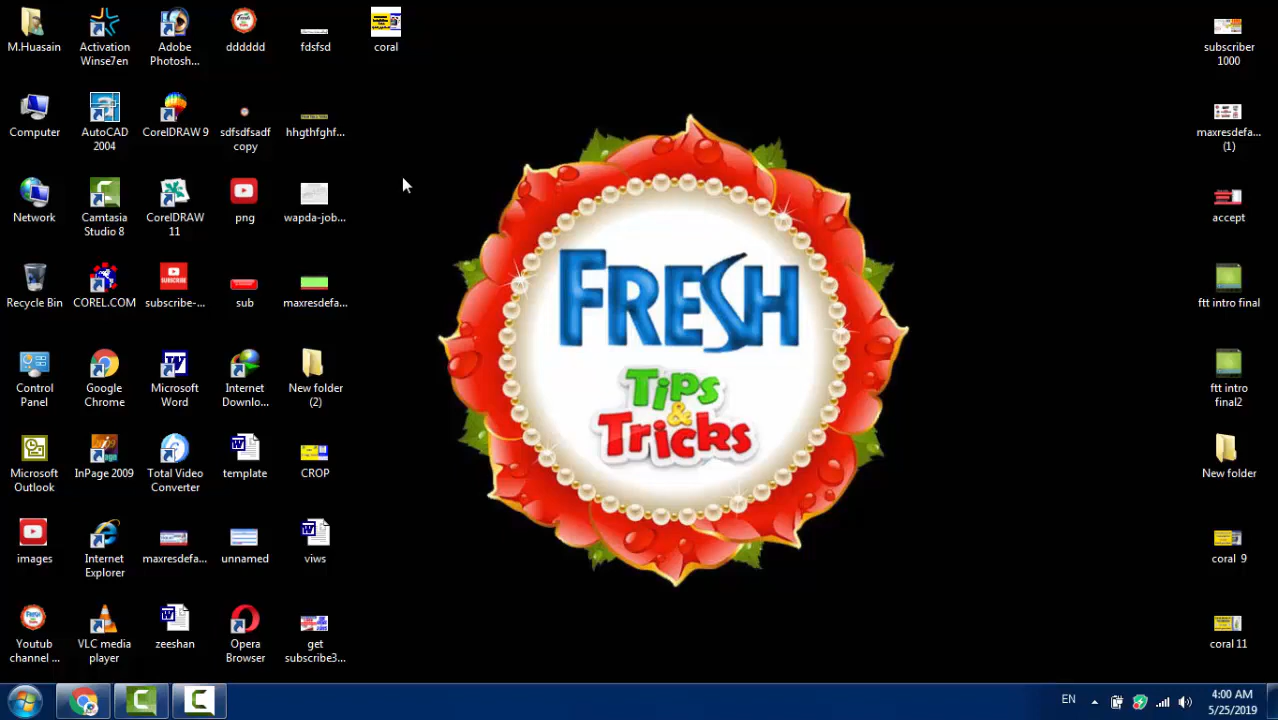 M.Huasain
Activation
Winse7en
Adobe
Photosh...
dddddd
fdsfsd
coral
Computer
AutoCAD
2004
CorelDRAW 9
sdfsdfsadf
copy
hhgthfghf...
Network
Camtasia
Studio 8
CorelDRAW
11
png
wapda-job...
Recycle Bin
COREL.COM
subscribe-...
sub
maxresdefa...
Control
Panel
Google
Chrome
Microsoft
Word
Internet
Downlo...
New folder
(2)
Microsoft
Outlook
InPage 2009
Total Video
Converter
template
CROP
images
Internet
Explorer
maxresdefa...
unnamed
viws
Youtub
channel ...
VLC media
player
zeeshan
Opera
Browser
get
subscribe3...
FRESH
Tips
&
Tricks
subscriber
1000
maxresdefa...
(1)
accept
ftt intro final
ftt intro
final2
New folder
coral 9
coral 11
EN
4:00 AM
5/25/2019